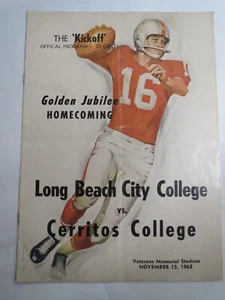 THE 'Kickoff'
OFFICAL PROGRAM - 25 CENTS
Golden Jubilee
HOMECOMING
16
Long Beach City College
vs.
Cerritos College
Veterans Memorial Stadium
NOVEMBER 15, 1963